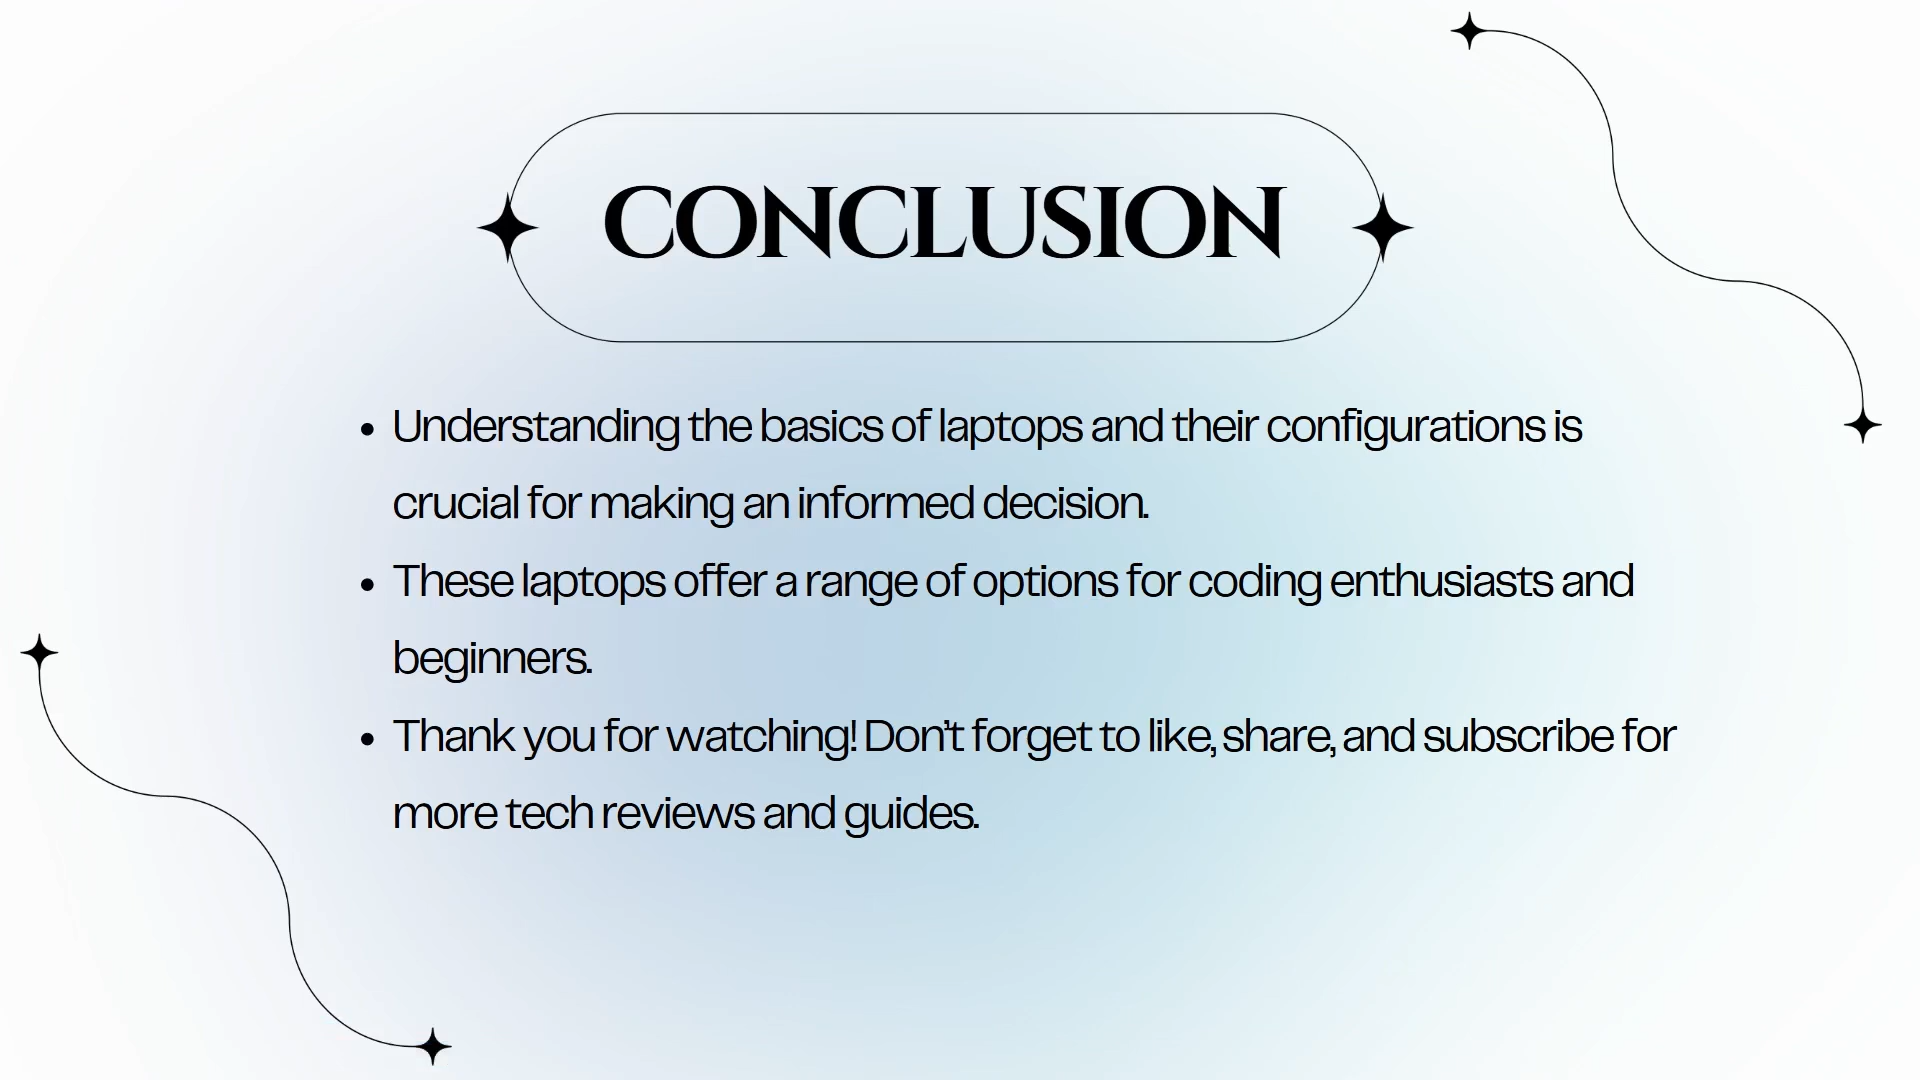 CONCLUSION
• Understanding the basics of laptops and their configurations is
crucial for making an informed decision.
• These laptops offer a range of options for coding enthusiasts and
beginners.
• Thank you for watching! Don't forget to like, share, and subscribe for
more tech reviews and guides.